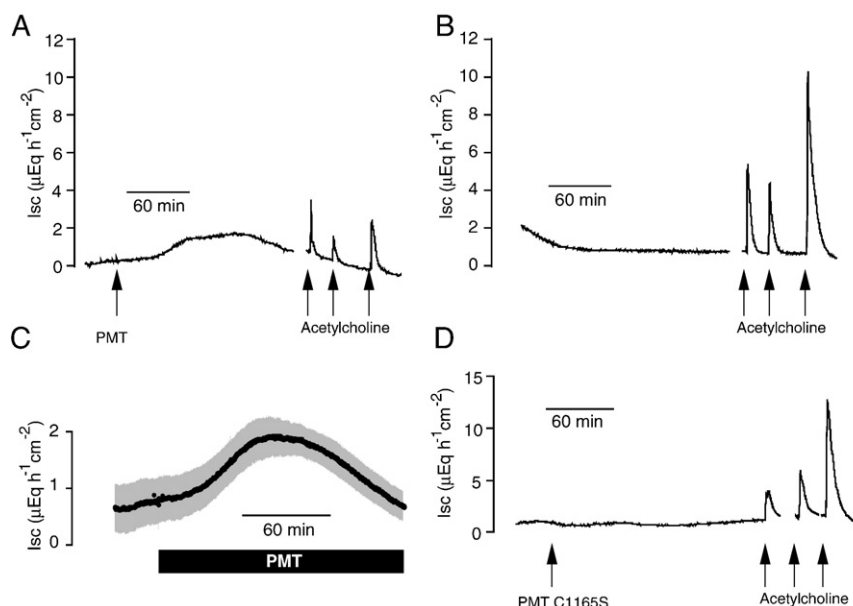 A
12
10
8
6
4
2
0
Isc (μEq h⁻¹cm⁻²)
60 min
PMT
Acetylcholine
B
12
10
8
6
4
2
0
Isc (μEq h⁻¹cm⁻²)
60 min
Acetylcholine
C
2
1
0
Isc (μEq h⁻¹cm⁻²)
60 min
PMT
D
15
10
5
0
Isc (μEq h⁻¹cm⁻²)
60 min
PMT C1165S
Acetylcholine